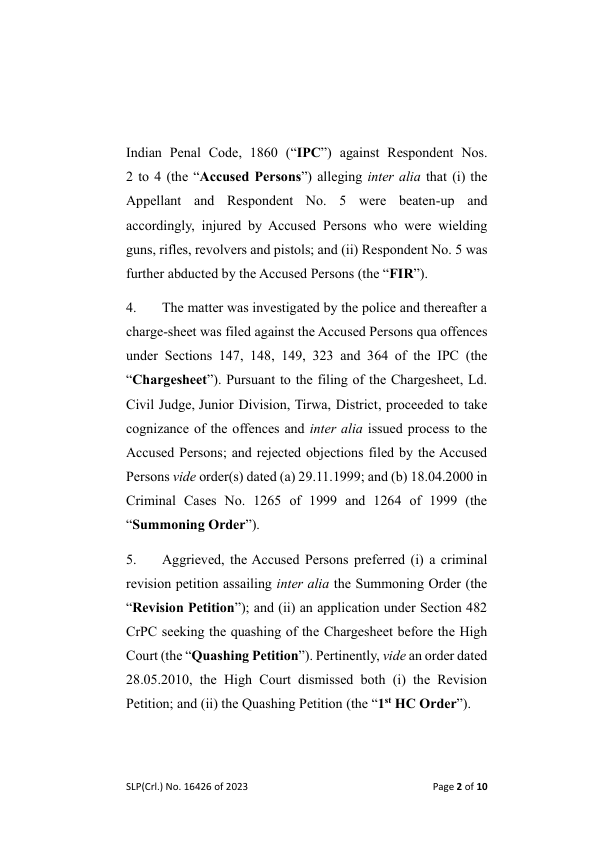 Indian Penal Code, 1860 (“IPC”) against Respondent Nos.
2 to 4 (the “Accused Persons”) alleging inter alia that (i) the
Appellant and Respondent No. 5 were beaten-up and
accordingly, injured by Accused Persons who were wielding
guns, rifles, revolvers and pistols; and (ii) Respondent No. 5 was
further abducted by the Accused Persons (the “FIR”).
4. The matter was investigated by the police and thereafter a
charge-sheet was filed against the Accused Persons qua offences
under Sections 147, 148, 149, 323 and 364 of the IPC (the
“Chargesheet”). Pursuant to the filing of the Chargesheet, Ld.
Civil Judge, Junior Division, Tirwa, District, proceeded to take
cognizance of the offences and inter alia issued process to the
Accused Persons; and rejected objections filed by the Accused
Persons vide order(s) dated (a) 29.11.1999; and (b) 18.04.2000 in
Criminal Cases No. 1265 of 1999 and 1264 of 1999 (the
“Summoning Order”).
5. Aggrieved, the Accused Persons preferred (i) a criminal
revision petition assailing inter alia the Summoning Order (the
“Revision Petition”); and (ii) an application under Section 482
CrPC seeking the quashing of the Chargesheet before the High
Court (the “Quashing Petition”). Pertinently, vide an order dated
28.05.2010, the High Court dismissed both (i) the Revision
Petition; and (ii) the Quashing Petition (the “1st HC Order”).
SLP(Crl.) No. 16426 of 2023 Page 2 of 10